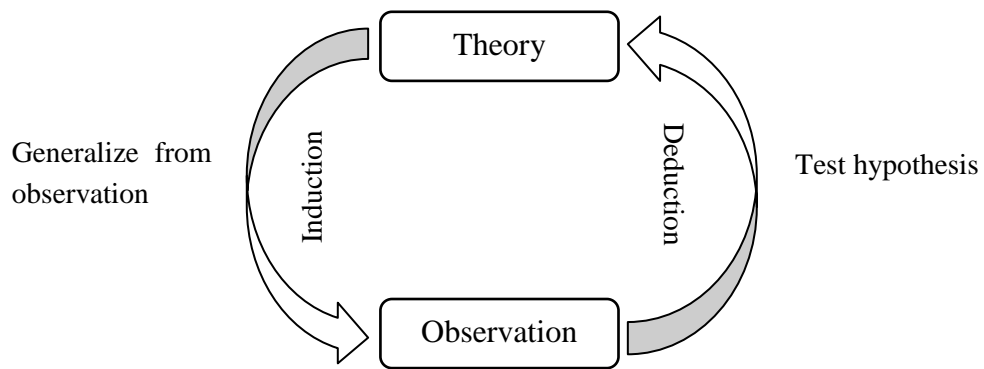 Theory
Generalize from
observation
Induction
Deduction
Test hypothesis
Observation